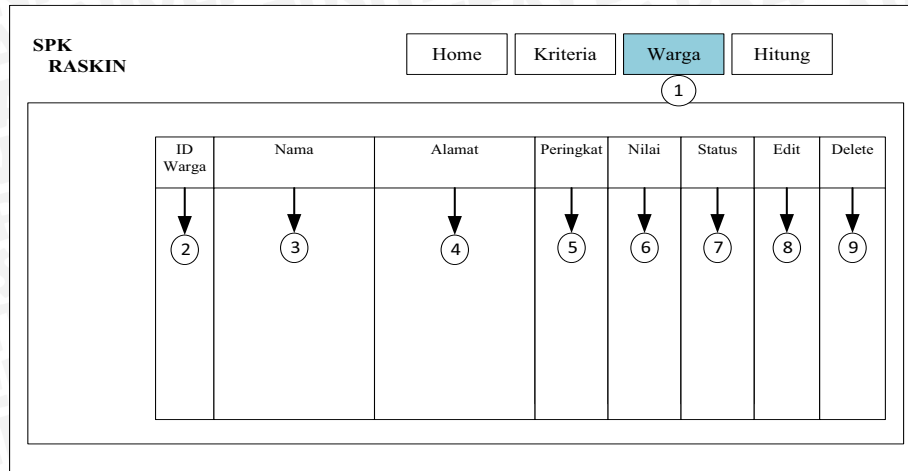 SPK
RASKIN
Home Kriteria Warga Hitung
1
ID Warga Nama Alamat Peringkat Nilai Status Edit Delete
2 3 4 5 6 7 8 9